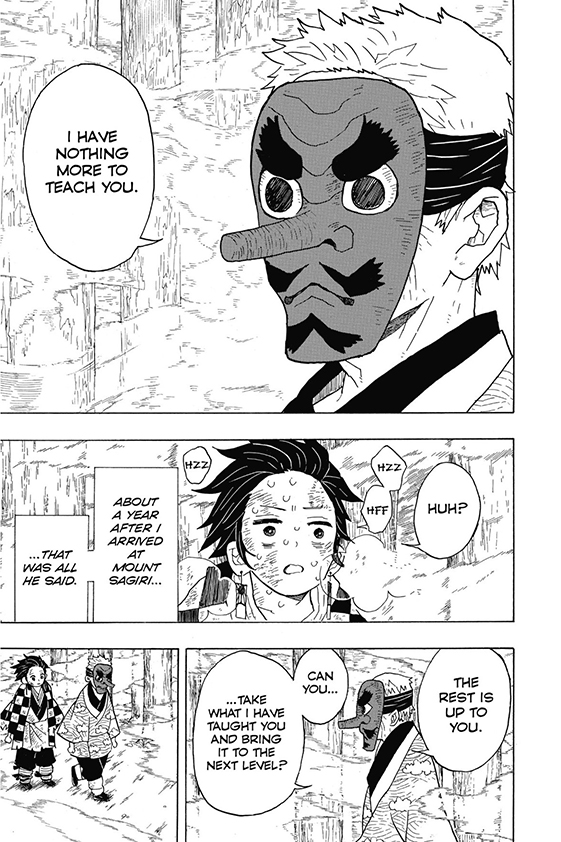 I HAVE
NOTHING
MORE TO
TEACH YOU.
HUH?
HZZ
HFF
HZZ
ABOUT
A YEAR
AFTER I
ARRIVED
AT
MOUNT
SAGIRI...
...THAT
WAS ALL
HE SAID.
THE
REST IS
UP TO
YOU.
CAN
YOU...
...TAKE
WHAT I HAVE
TAUGHT YOU
AND BRING
IT TO THE
NEXT LEVEL?